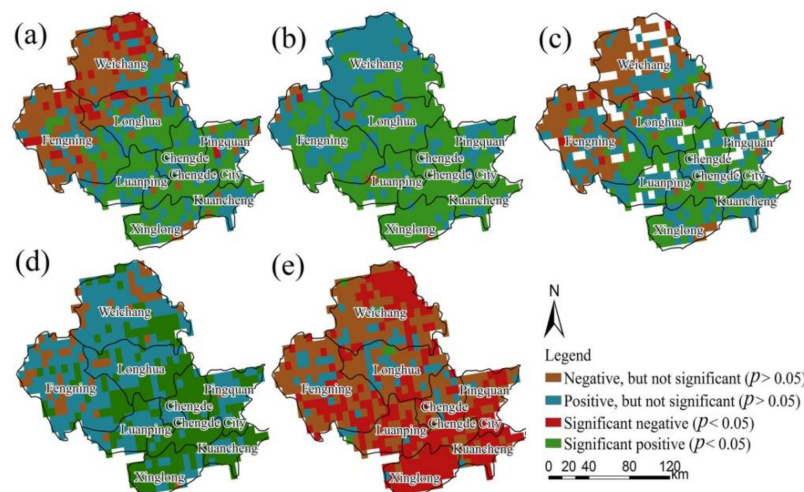 (a)
Weichang
Fengning
Longhua
Pingquan
Chengde
Chengde City
Luanping
Kuancheng
Xinglong
(b)
Weichang
Fengning
Longhua
Pingquan
Chengde
Chengde City
Luanping
Kuancheng
Xinglong
(c)
Weichang
Fengning
Longhua
Pingquan
Chengde
Chengde City
Luanping
Kuancheng
Xinglong
(d)
Weichang
Fengning
Longhua
Pingquan
Chengde
Chengde City
Luanping
Kuancheng
Xinglong
(e)
Weichang
Fengning
Longhua
Pingquan
Chengde
Chengde City
Luanping
Kuancheng
Xinglong
N
Legend
Negative, but not significant (p > 0.05)
Positive, but not significant (p > 0.05)
Significant negative (p < 0.05)
Significant positive (p < 0.05)
0 20 40 80 120
km